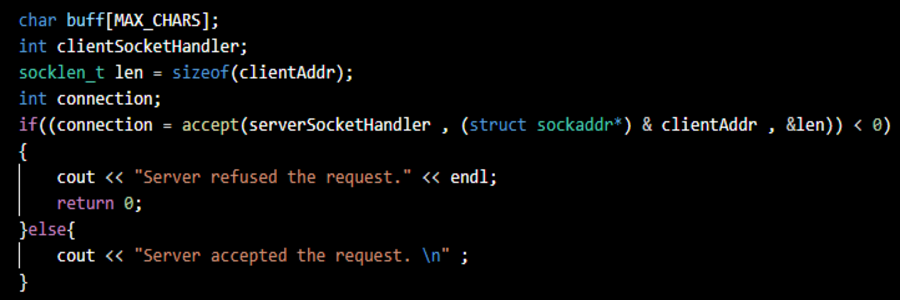 char buff[MAX_CHARS];
int clientSocketHandler;
socklen_t len = sizeof(clientAddr);
int connection;
if((connection = accept(serverSocketHandler , (struct sockaddr*) & clientAddr , &len)) < 0)
{
    cout << "Server refused the request." << endl;
    return 0;
}else{
    cout << "Server accepted the request. \n" ;
}